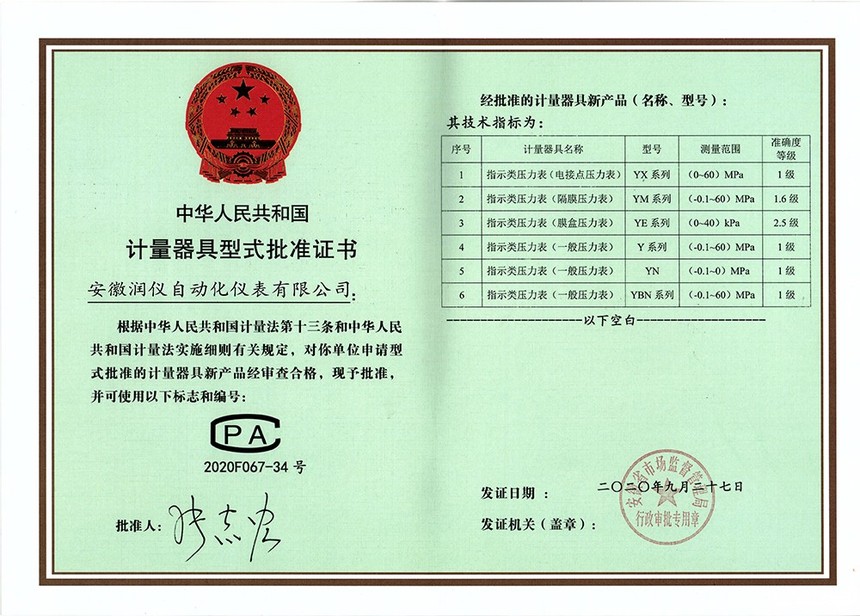 中华人民共和国
计量器具型式批准证书
安徽润仪自动化仪表有限公司:
根据中华人民共和国计量法第十三条和中华人民
共和国计量法实施细则有关规定，对你单位申请型
式批准的计量器具新产品经审查合格，现予批准，
并可使用以下标志和编号：
PA
2020F067-34 号
批准人：
经批准的计量器具新产品（名称、型号）：
其技术指标为：
序号 计量器具名称 型号 测量范围 准确度等级
1 指示类压力表（电接点压力表） YX 系列 （0~60）MPa 1 级
2 指示类压力表（隔膜压力表） YM 系列 （-0.1~60）MPa 1.6 级
3 指示类压力表（膜盒压力表） YE 系列 （0~40）kPa 2.5 级
4 指示类压力表（一般压力表） Y 系列 （-0.1~60）MPa 1 级
5 指示类压力表（一般压力表） YN （-0.1~0）MPa 1 级
6 指示类压力表（一般压力表） YBN 系列 （-0.1~60）MPa 1 级
以下空白
发证日期 ： 二〇二〇年九月二十七日
发证机关（盖章）：
安徽省市场监督管理局
行政审批专用章